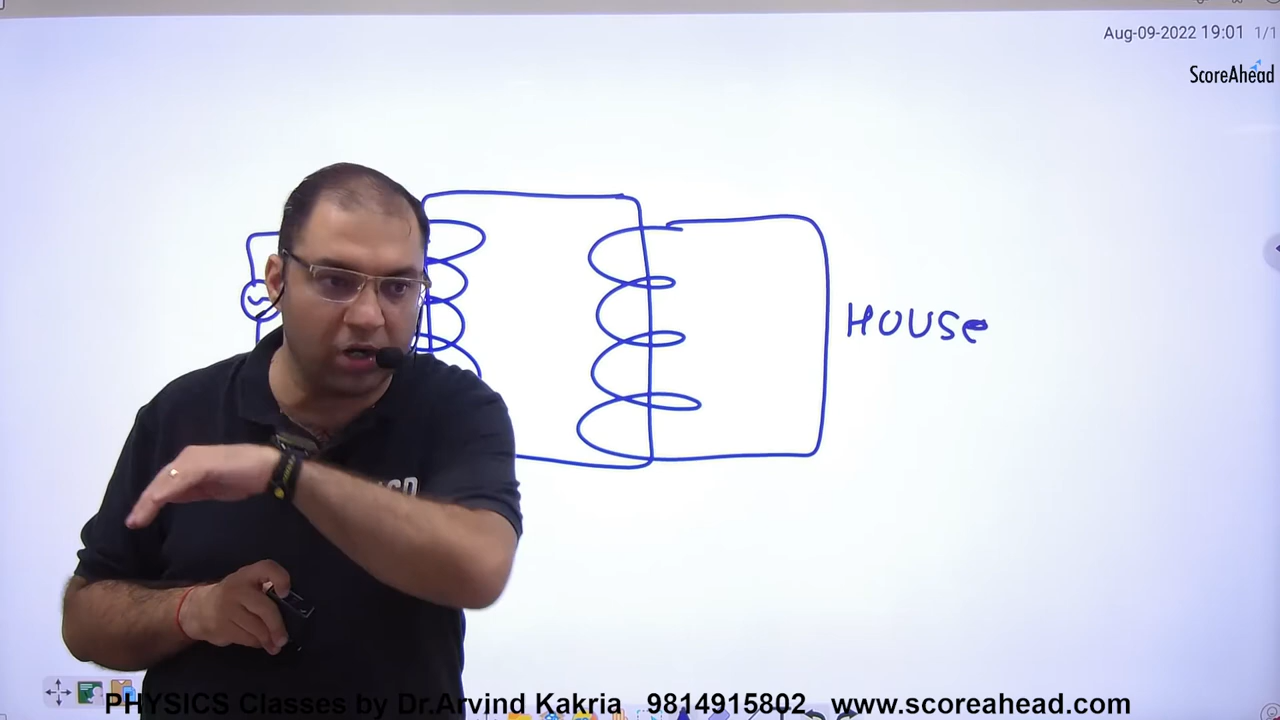 Aug-09-2022 19:01 1/1
ScoreAhead
HOUSe
PHYSICS Classes by Dr.Arvind Kakria 9814915802 www.scoreahead.com